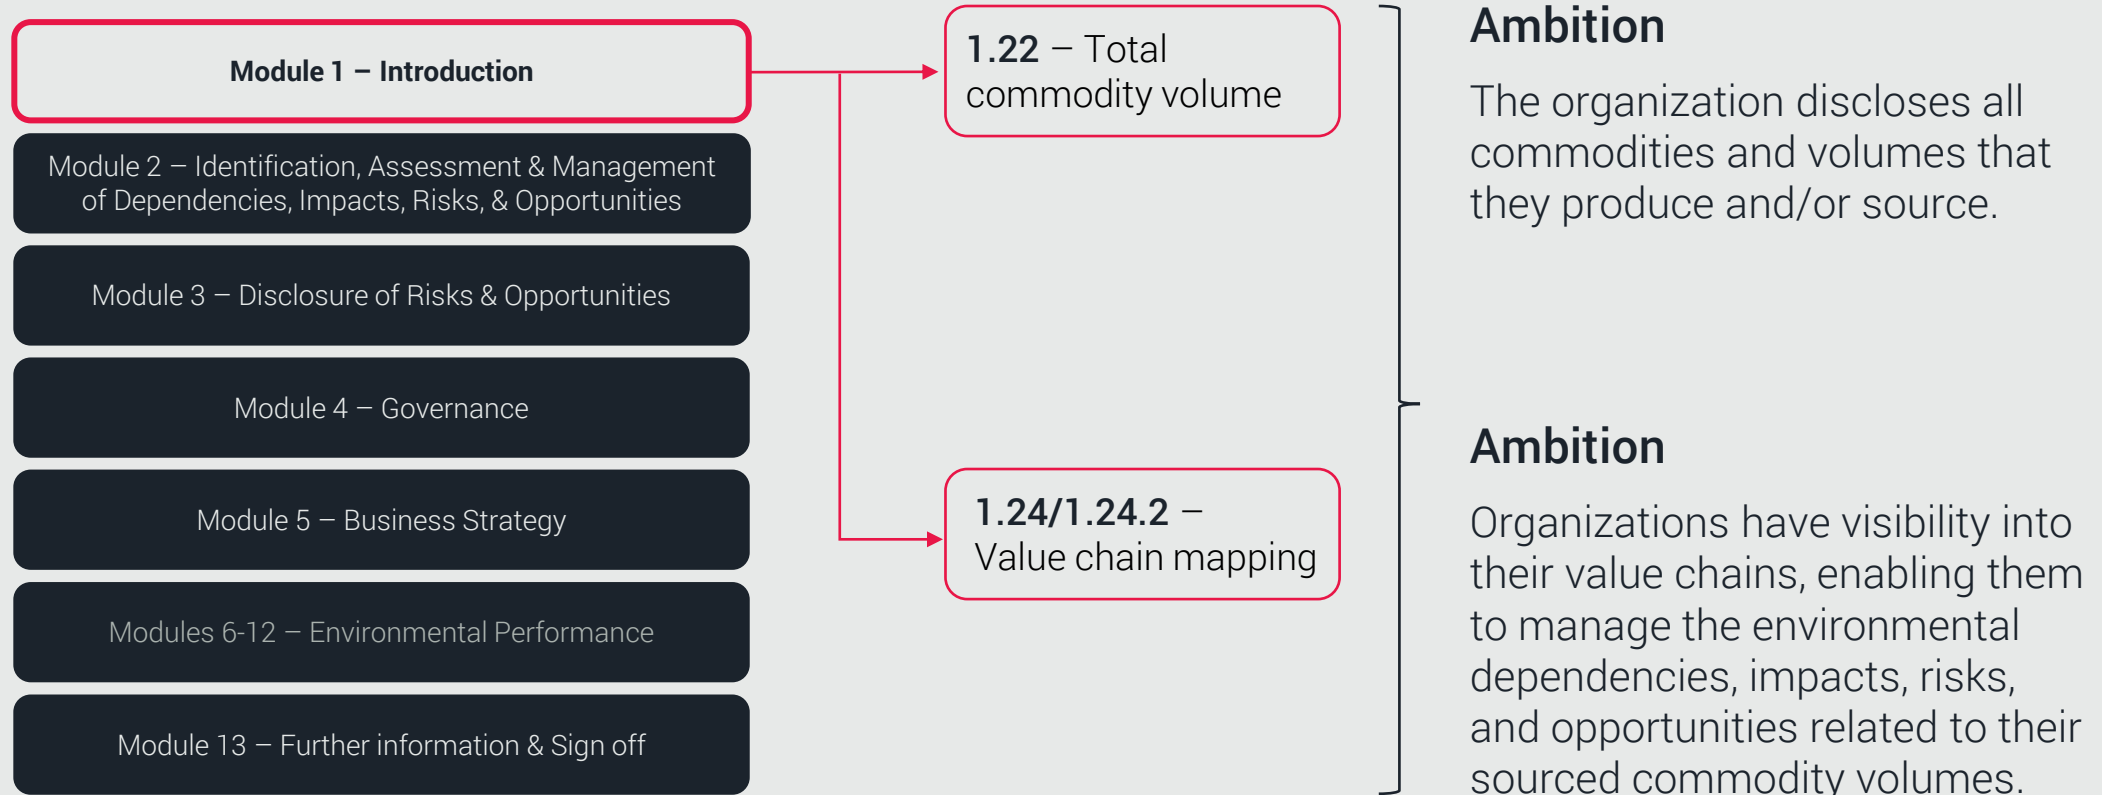 Module 1 – Introduction
Module 2 – Identification, Assessment & Management
of Dependencies, Impacts, Risks, & Opportunities
Module 3 – Disclosure of Risks & Opportunities
Module 4 – Governance
Module 5 – Business Strategy
Modules 6-12 – Environmental Performance
Module 13 – Further information & Sign off
1.22 – Total
commodity volume
1.24/1.24.2 –
Value chain mapping
Ambition
The organization discloses all
commodities and volumes that
they produce and/or source.
Ambition
Organizations have visibility into
their value chains, enabling them
to manage the environmental
dependencies, impacts, risks,
and opportunities related to their
sourced commodity volumes.